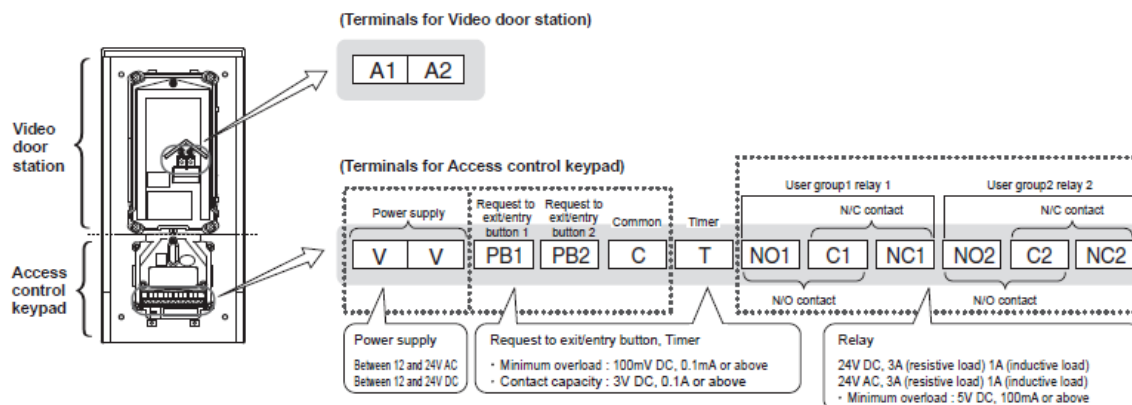 (Terminals for Video door station)
A1 A2
Video
door
station
(Terminals for Access control keypad)
User group1 relay 1
User group2 relay 2
Power supply
Request to
exit/entry
button 1
Request to
exit/entry
button 2
Common
Timer
N/C contact
N/C contact
V V PB1 PB2 C T NO1 C1 NC1 NO2 C2 NC2
Access
control
keypad
N/O contact
N/O contact
Power supply
Between 12 and 24V AC
Between 12 and 24V DC
Request to exit/entry button, Timer
・ Minimum overload : 100mV DC, 0.1mA or above
・ Contact capacity : 3V DC, 0.1A or above
Relay
24V DC, 3A (resistive load) 1A (inductive load)
24V AC, 3A (resistive load) 1A (inductive load)
・ Minimum overload : 5V DC, 100mA or above